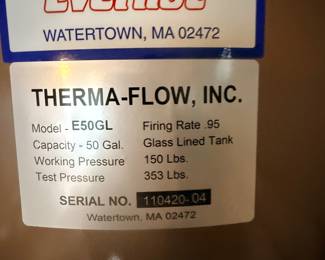 WATERTOWN, MA 02472
THERMA-FLOW, INC.
Model - E50GL Firing Rate .95
Capacity - 50 Gal. Glass Lined Tank
Working Pressure 150 Lbs.
Test Pressure 353 Lbs.
SERIAL NO. 110420-04
Watertown, MA 02472